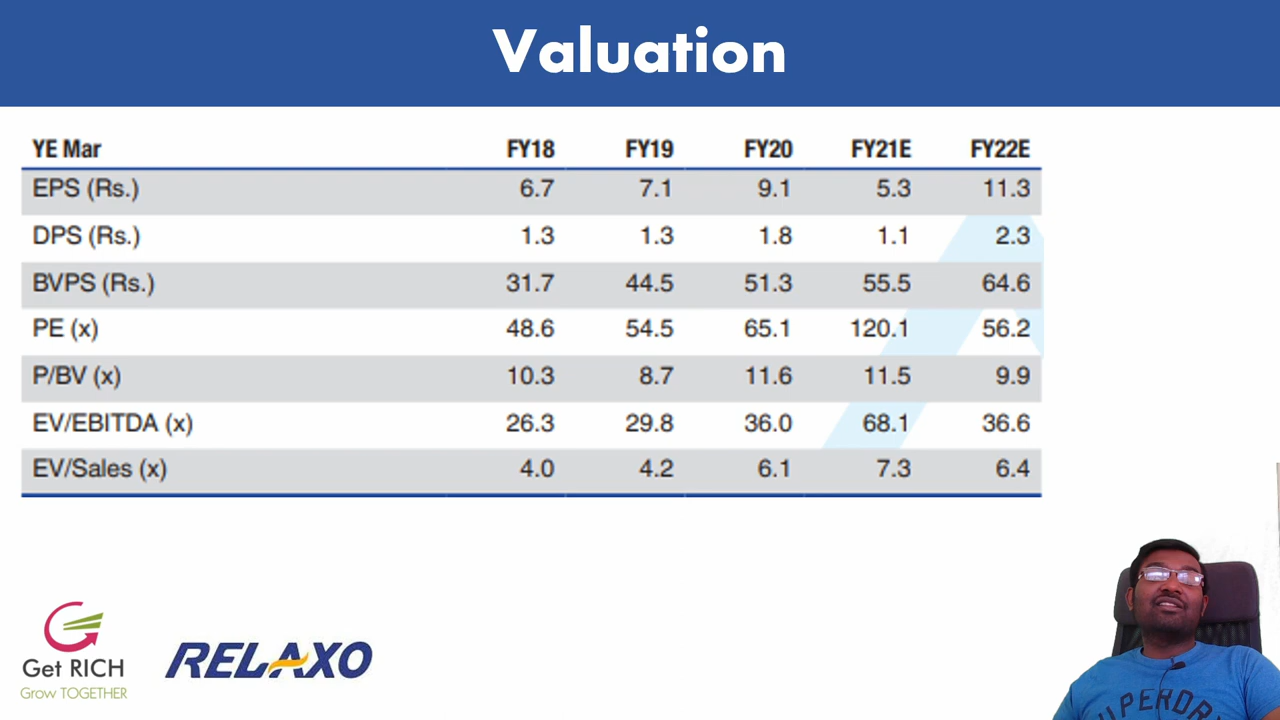 Valuation
YE Mar FY18 FY19 FY20 FY21E FY22E
EPS (Rs.) 6.7 7.1 9.1 5.3 11.3
DPS (Rs.) 1.3 1.3 1.8 1.1 2.3
BVPS (Rs.) 31.7 44.5 51.3 55.5 64.6
PE (x) 48.6 54.5 65.1 120.1 56.2
P/BV (x) 10.3 8.7 11.6 11.5 9.9
EV/EBITDA (x) 26.3 29.8 36.0 68.1 36.6
EV/Sales (x) 4.0 4.2 6.1 7.3 6.4
Get RICH
Grow TOGETHER
RELAXO